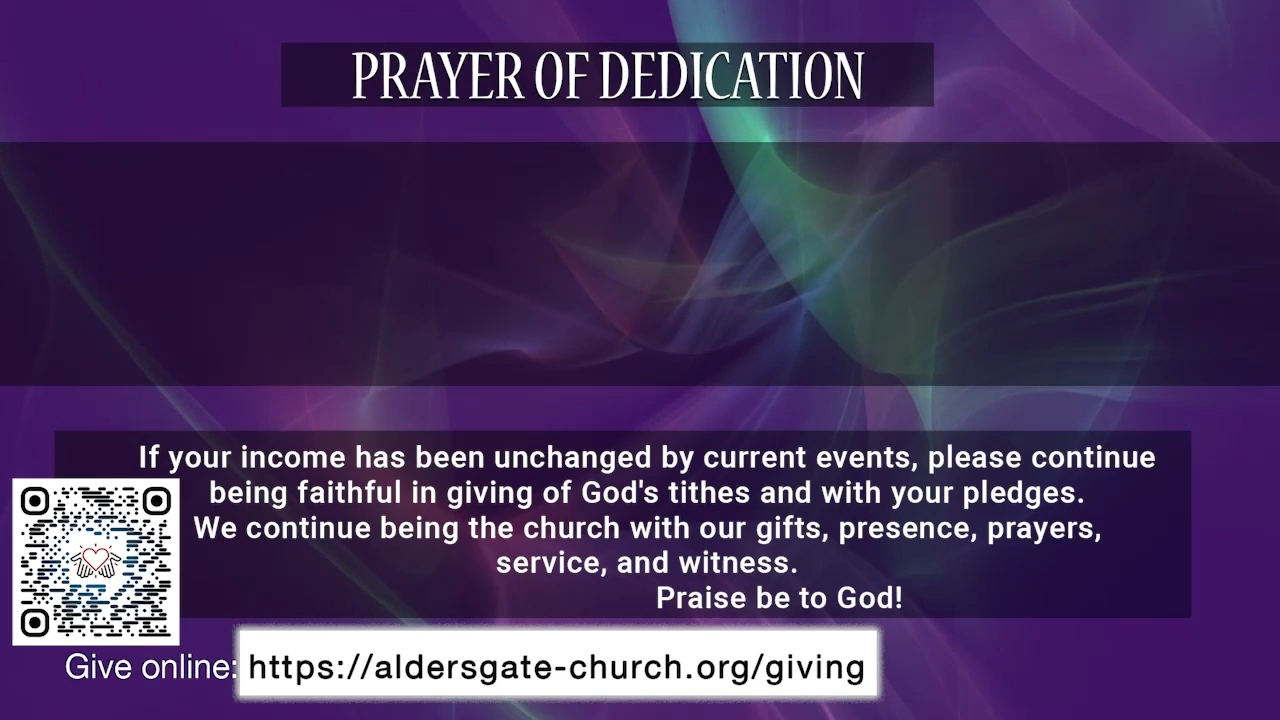 PRAYER OF DEDICATION
If your income has been unchanged by current events, please continue
being faithful in giving of God's tithes and with your pledges.
We continue being the church with our gifts, presence, prayers,
service, and witness.
Praise be to God!
Give online: https://aldersgate-church.org/giving